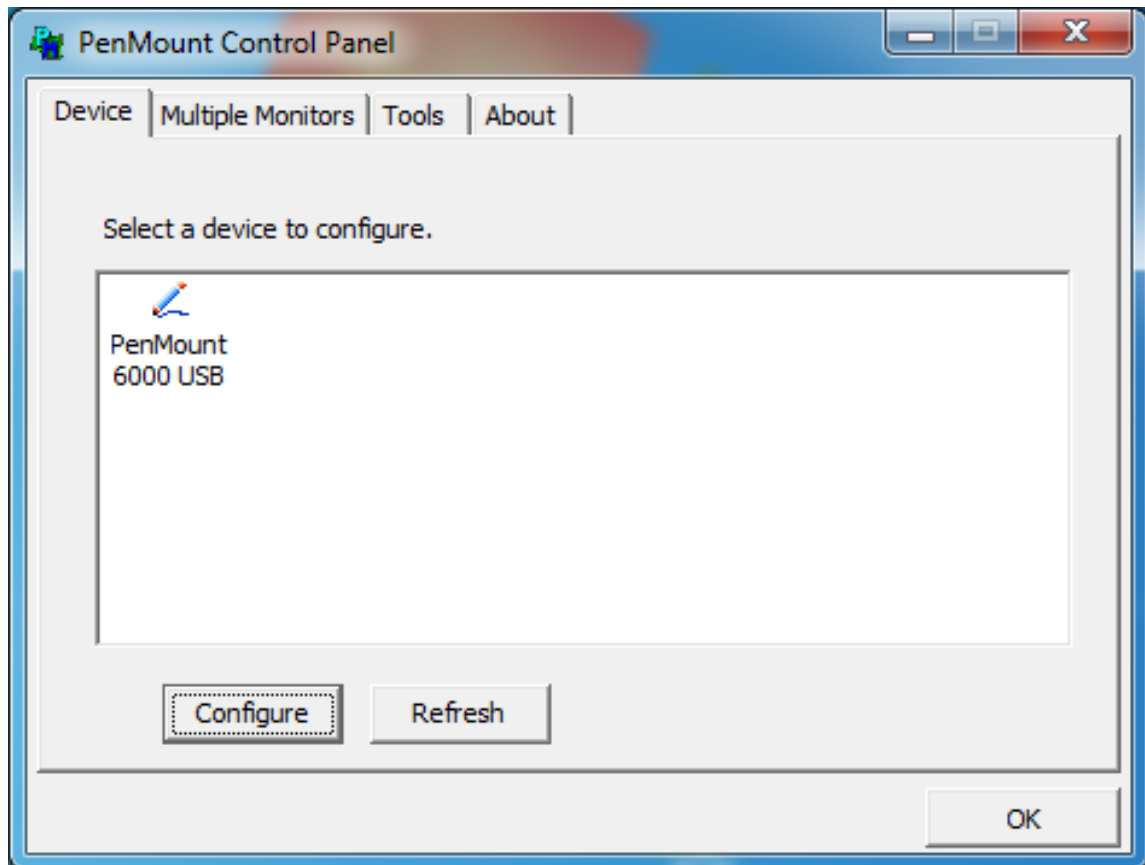 PenMount Control Panel
Device Multiple Monitors Tools About
Select a device to configure.
PenMount
6000 USB
Configure Refresh
OK